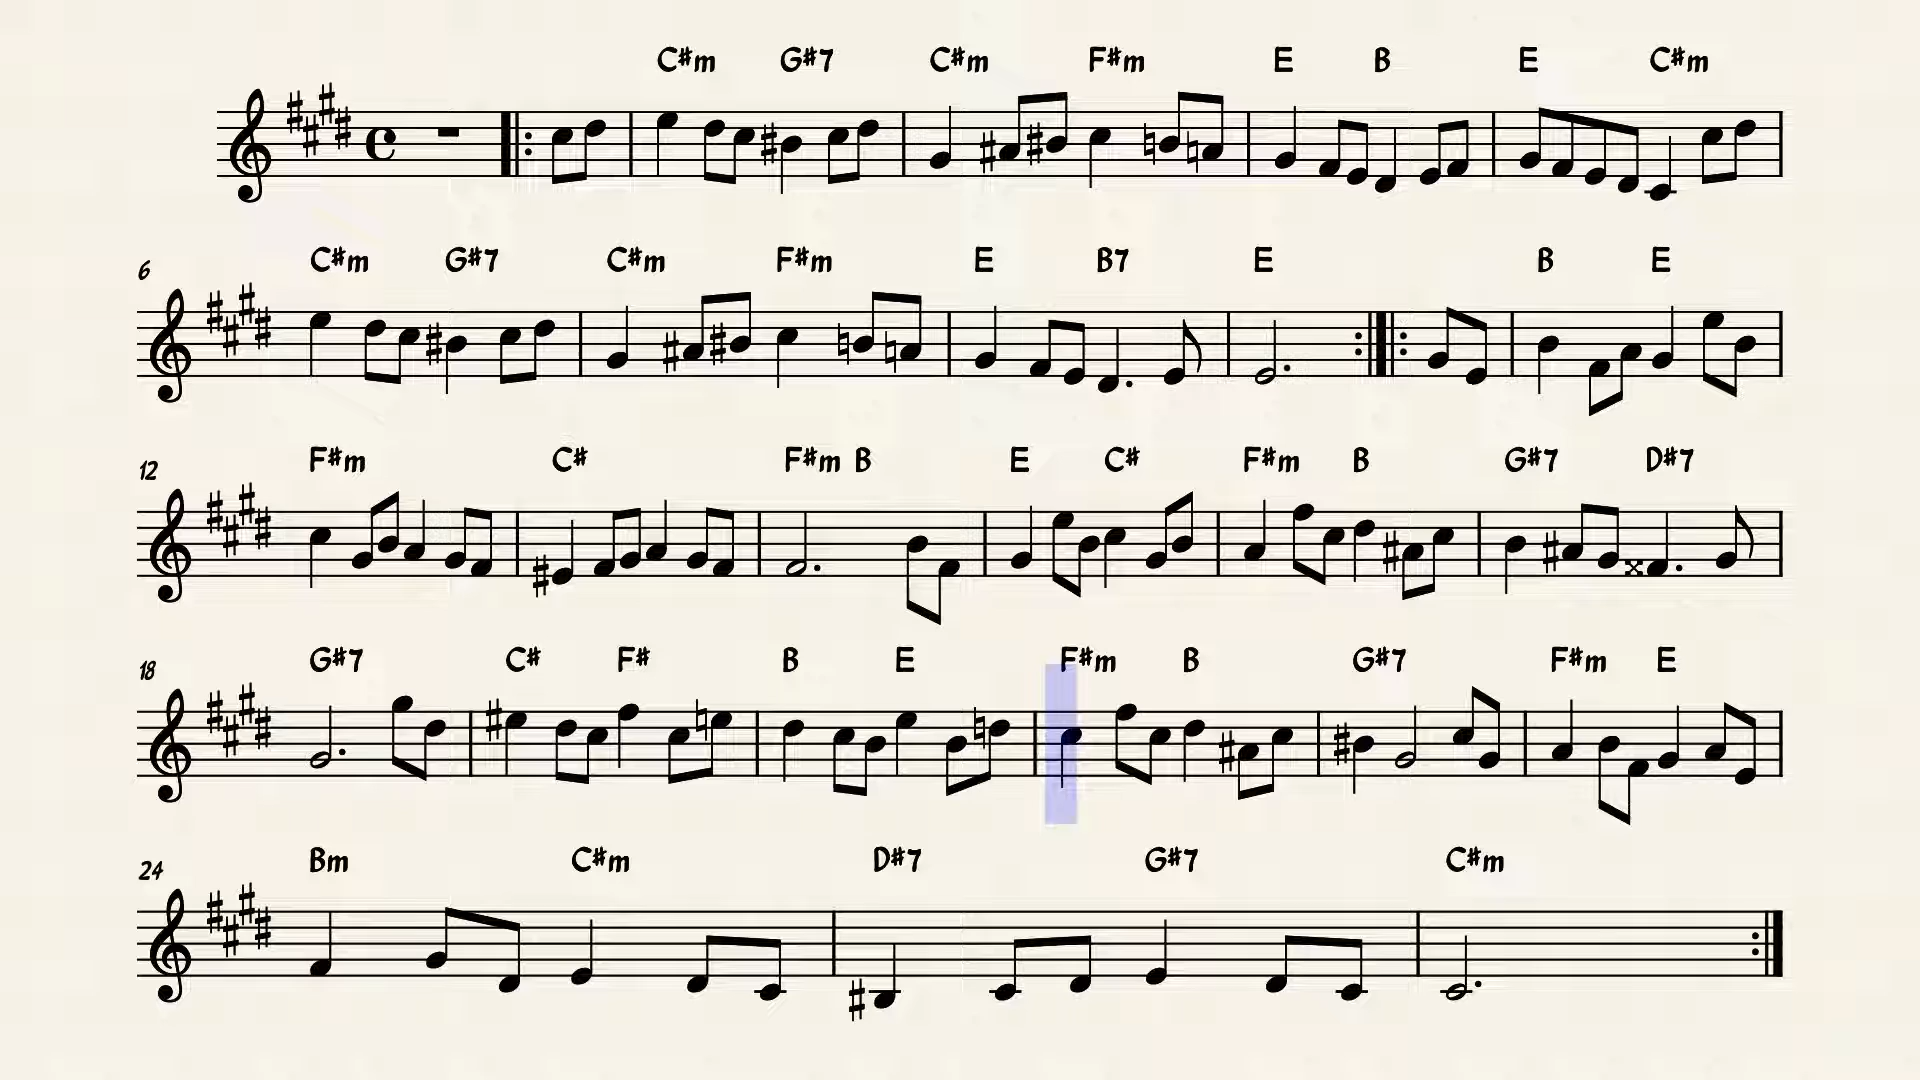 C#m G#7 C#m F#m E B E C#m
6 C#m G#7 C#m F#m E B7 E B E
12 F#m C# F#m B E C# F#m B G#7 D#7
18 G#7 C# F# B E F#m B G#7 F#m E
24 Bm C#m D#7 G#7 C#m